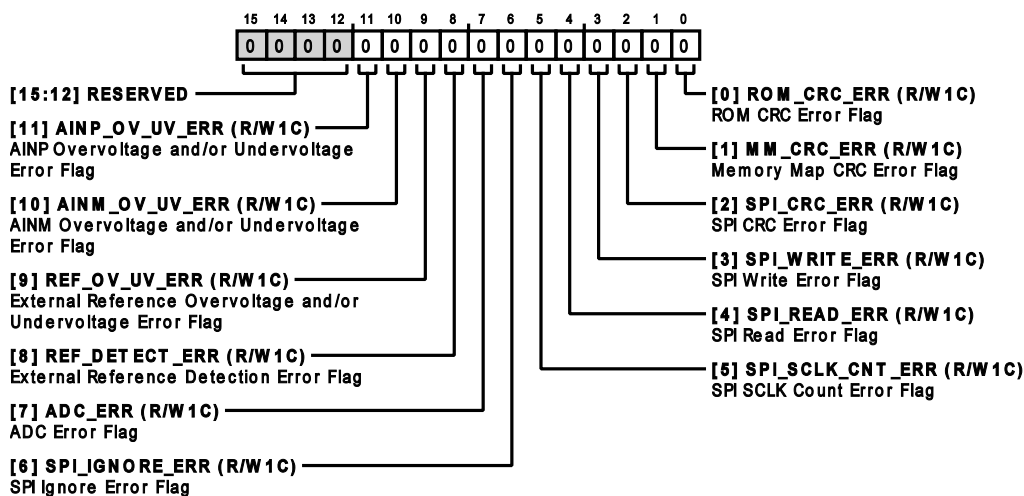 15 14 13 12 11 10 9 8 7 6 5 4 3 2 1 0
0 0 0 0 0 0 0 0 0 0 0 0 0 0 0 0
[15:12] RESERVED
[11] AINP_OV_UV_ERR (R/W1C)
AINP Overvoltage and/or Undervoltage
Error Flag
[10] AINM_OV_UV_ERR (R/W1C)
AINM Overvoltage and/or Undervoltage
Error Flag
[9] REF_OV_UV_ERR (R/W1C)
External Reference Overvoltage and/or
Undervoltage Error Flag
[8] REF_DETECT_ERR (R/W1C)
External Reference Detection Error Flag
[7] ADC_ERR (R/W1C)
ADC Error Flag
[6] SPI_IGNORE_ERR (R/W1C)
SPI Ignore Error Flag
[0] ROM_CRC_ERR (R/W1C)
ROM CRC Error Flag
[1] MM_CRC_ERR (R/W1C)
Memory Map CRC Error Flag
[2] SPI_CRC_ERR (R/W1C)
SPI CRC Error Flag
[3] SPI_WRITE_ERR (R/W1C)
SPI Write Error Flag
[4] SPI_READ_ERR (R/W1C)
SPI Read Error Flag
[5] SPI_SCLK_CNT_ERR (R/W1C)
SPI SCLK Count Error Flag